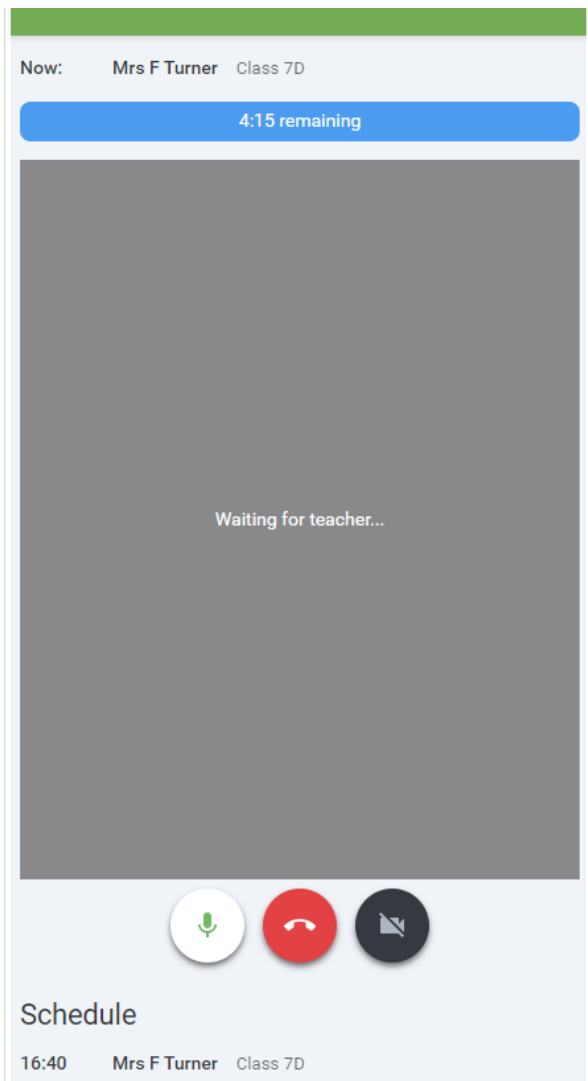 Now: Mrs F Turner Class 7D
4:15 remaining
Waiting for teacher...
Schedule
16:40 Mrs F Turner Class 7D